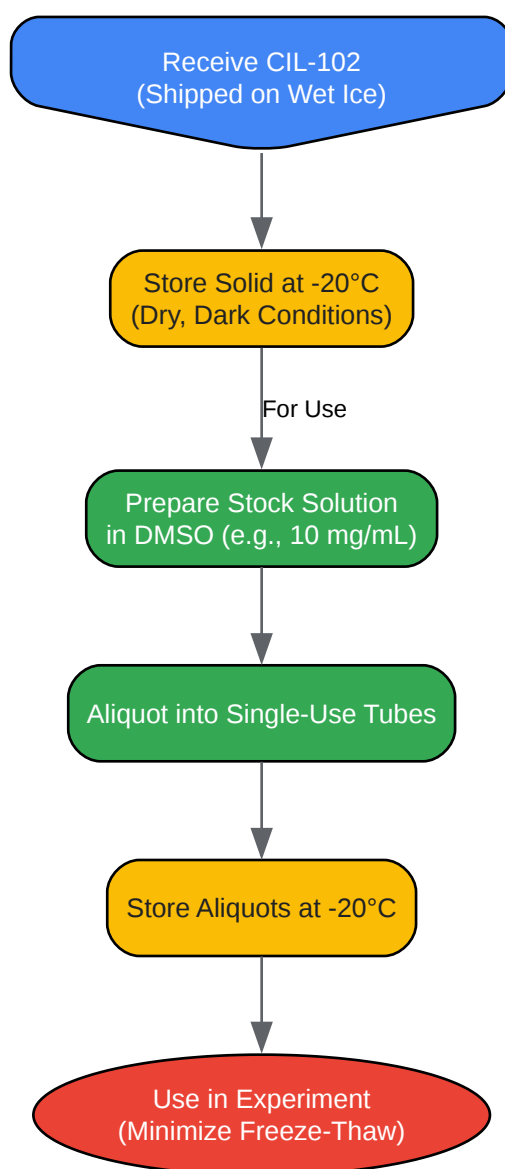 Receive CIL-102
(Shipped on Wet Ice)
Store Solid at -20°C
(Dry, Dark Conditions)
For Use
Prepare Stock Solution
in DMSO (e.g., 10 mg/mL)
Aliquot into Single-Use Tubes
Store Aliquots at -20°C
Use in Experiment
(Minimize Freeze-Thaw)